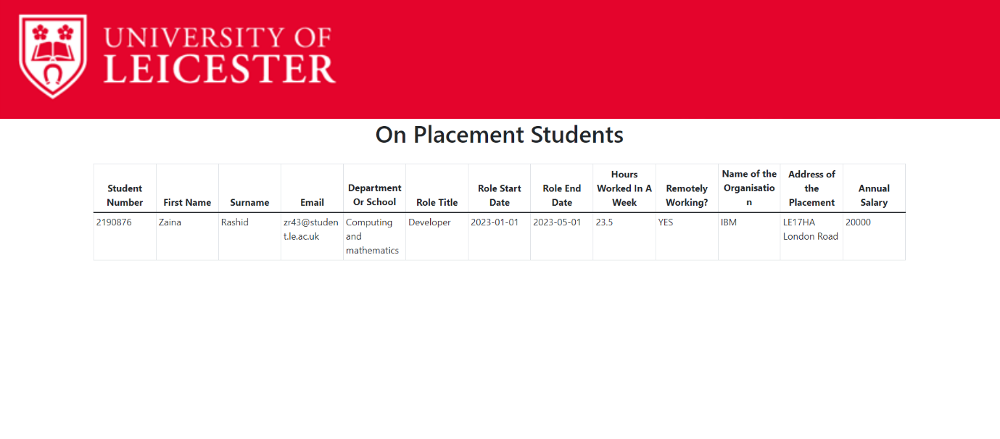 UNIVERSITY OF
LEICESTER
On Placement Students
Student
Number
First Name
Surname
Email
Department
Or School
Role Title
Role Start
Date
Role End
Date
Hours
Worked In A
Week
Remotely
Working?
Name of the
Organisatio
n
Address of
the
Placement
Annual
Salary
2190876
Zaina
Rashid
zr43@studen
t.le.ac.uk
Computing
and
mathematics
Developer
2023-01-01
2023-05-01
23.5
YES
IBM
LE17HA
London Road
20000